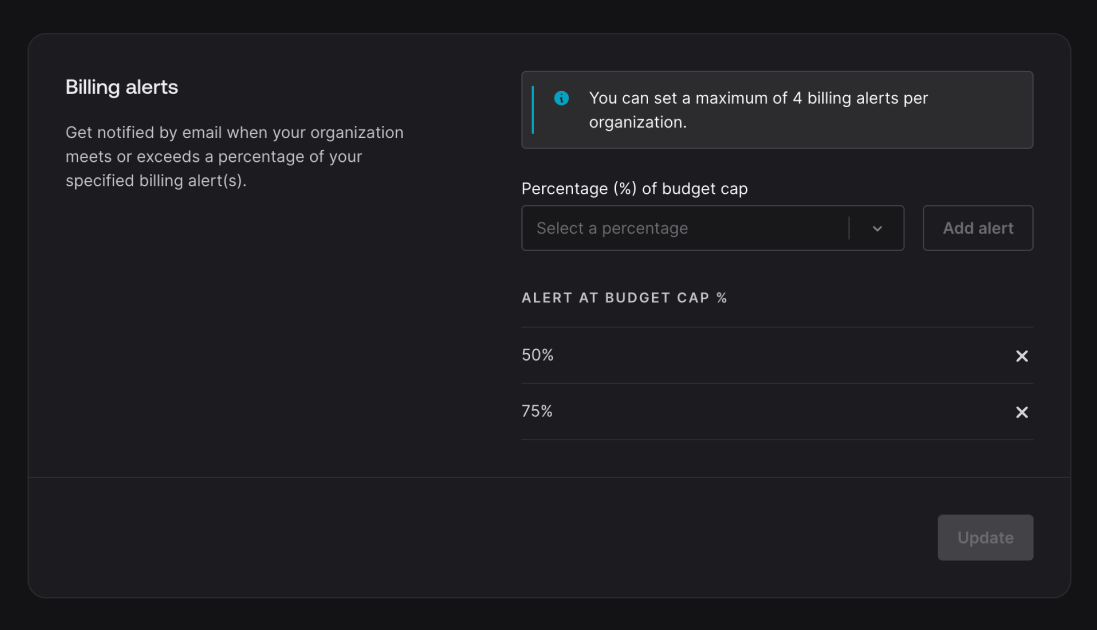 Billing alerts
Get notified by email when your organization
meets or exceeds a percentage of your
specified billing alert(s).
You can set a maximum of 4 billing alerts per
organization.
Percentage (%) of budget cap
Select a percentage
Add alert
ALERT AT BUDGET CAP %
50%
75%
Update